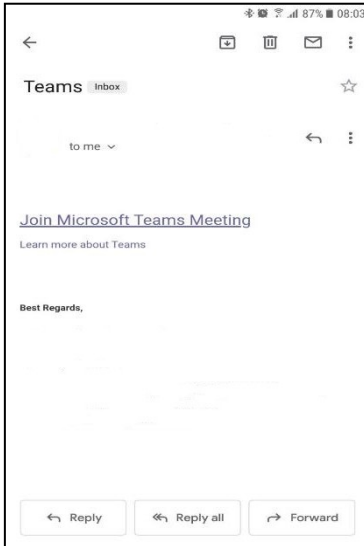 87% 08:03
Teams Inbox
to me
Join Microsoft Teams Meeting
Learn more about Teams
Best Regards,
Reply Reply all Forward